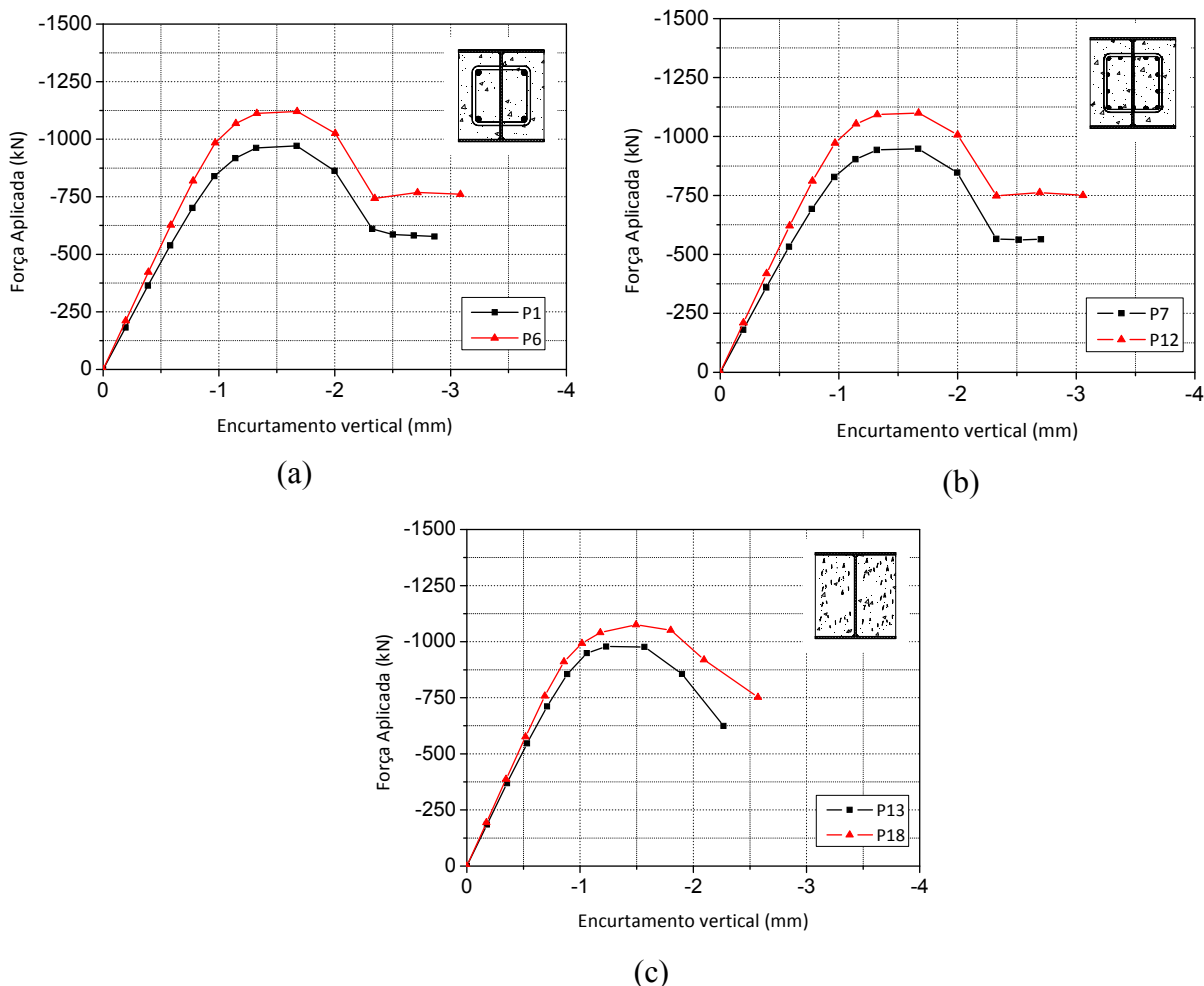 -1500
-1250
-1000
-750
-500
-250
0
Força Aplicada (kN)
P1
P6
0 -1 -2 -3 -4
Encurtamento vertical (mm)
(a)
-1500
-1250
-1000
-750
-500
-250
0
Força Aplicada (kN)
P7
P12
0 -1 -2 -3 -4
Encurtamento vertical (mm)
(b)
-1500
-1250
-1000
-750
-500
-250
0
Força Aplicada (kN)
P13
P18
0 -1 -2 -3 -4
Encurtamento vertical (mm)
(c)